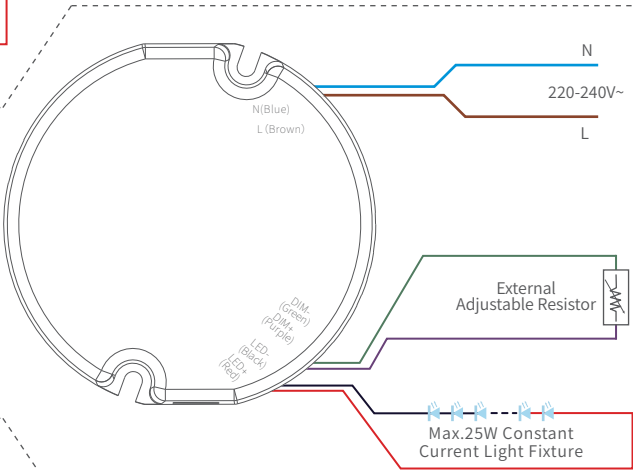 N
220-240V~
L
N(Blue)
L (Brown)
External
Adjustable Resistor
DIM-
(Green)
DIM+
(Purple)
LED-
(Black)
LED+
(Red)
Max.25W Constant
Current Light Fixture